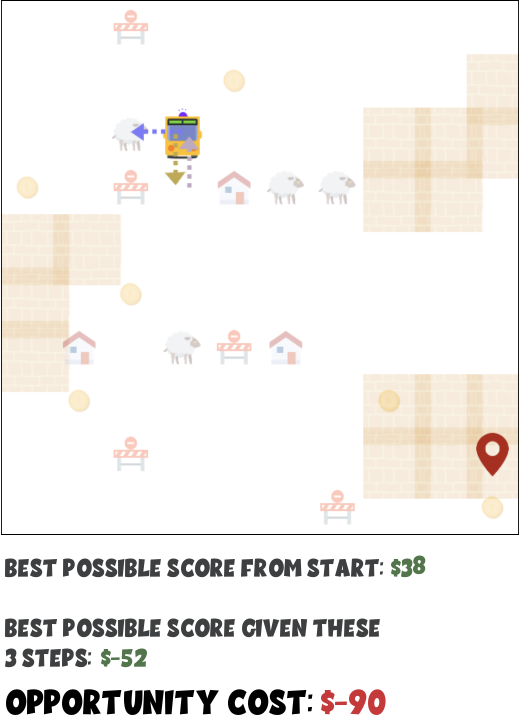 BEST POSSIBLE SCORE FROM START: $38
BEST POSSIBLE SCORE GIVEN THESE
3 STEPS: $-52
OPPORTUNITY COST: $-90